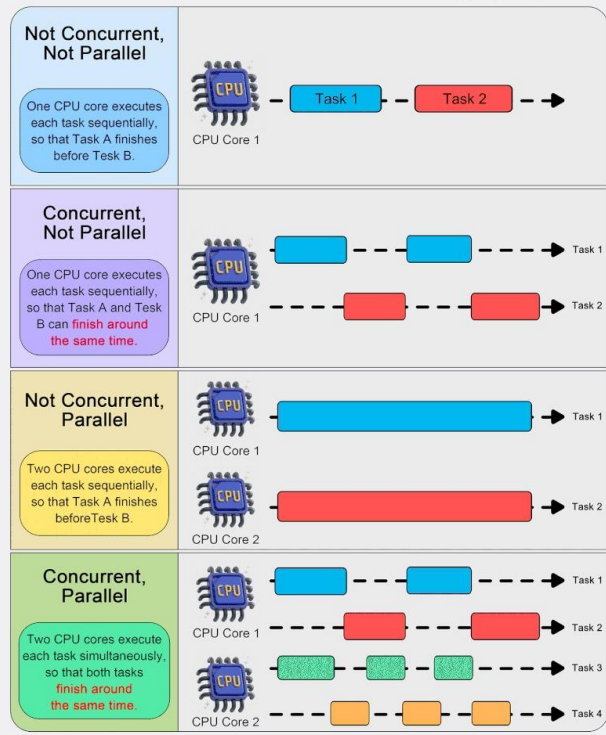 Not Concurrent,
Not Parallel
One CPU core executes
each task sequentially,
so that Task A finishes
before Tesk B.
CPU
CPU Core 1
Task 1
Task 2
Concurrent,
Not Parallel
One CPU core executes
each task sequentially,
so that Task A and Tesk
B can finish around
the same time.
CPU
CPU Core 1
Task 1
Task 2
Not Concurrent,
Parallel
Two CPU cores execute
each task sequentially,
so that Task A finishes
beforeTesk B.
CPU
CPU Core 1
Task 1
CPU
CPU Core 2
Task 2
Concurrent,
Parallel
Two CPU cores execute
each task simultaneously,
so that both tasks
finish around
the same time.
CPU
CPU Core 1
Task 1
Task 2
CPU
CPU Core 2
Task 3
Task 4